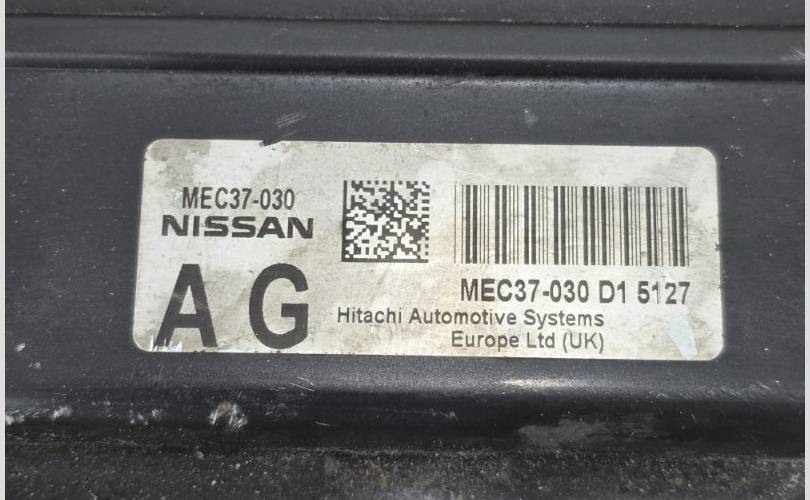 MEC37-030
NISSAN
A G
MEC37-030 D1 5127
Hitachi Automotive Systems
Europe Ltd (UK)